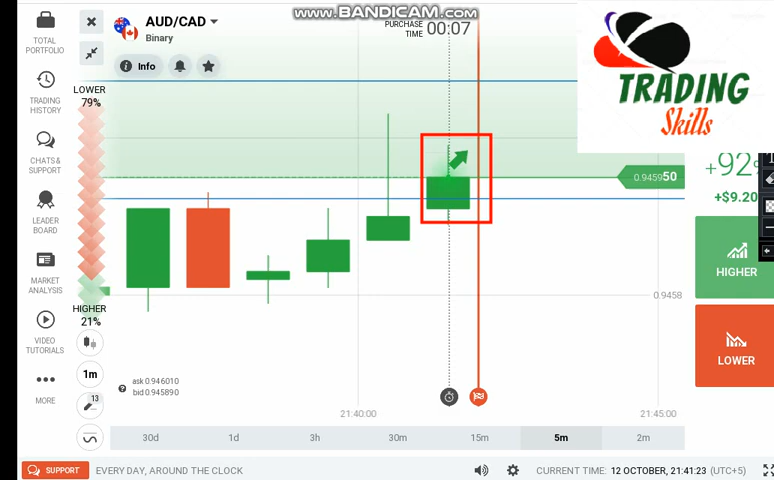 www.BANDICAM.com
TOTAL
PORTFOLIO
TRADING
HISTORY
CHATS &
SUPPORT
LEADER
BOARD
MARKET
ANALYSIS
VIDEO
TUTORIALS
MORE
AUD/CAD
Binary
Info
LOWER
79%
HIGHER
21%
1m
13
PURCHASE
TIME
00:07
TRADING
Skills
0.945950
+92
+$9.20
HIGHER
LOWER
0.9458
ask 0.946010
bid 0.945890
21:40:00
21:45:00
30d
1d
3h
30m
15m
5m
2m
SUPPORT
EVERY DAY, AROUND THE CLOCK
CURRENT TIME: 12 OCTOBER, 21:41:23 (UTC+5)